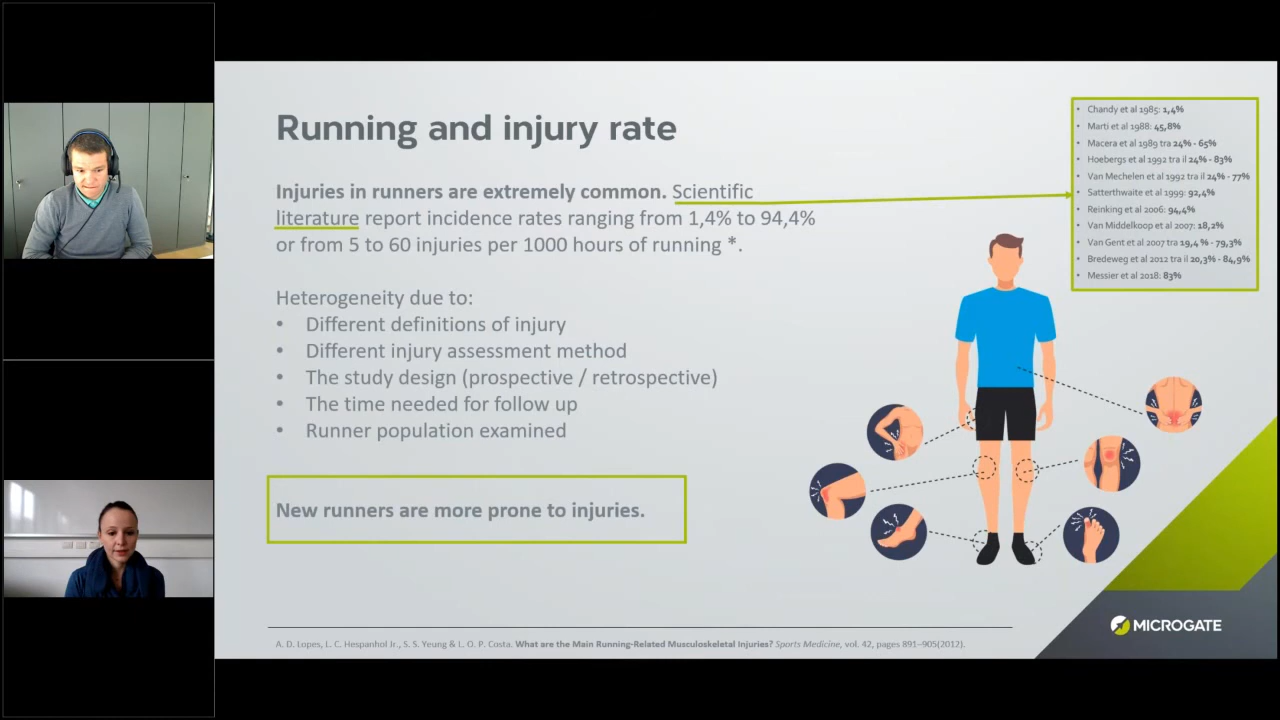 Running and injury rate
Injuries in runners are extremely common. Scientific
literature report incidence rates ranging from 1,4% to 94,4%
or from 5 to 60 injuries per 1000 hours of running *.
Heterogeneity due to:
• Different definitions of injury
• Different injury assessment method
• The study design (prospective / retrospective)
• The time needed for follow up
• Runner population examined
New runners are more prone to injuries.
• Chandy et al 1985: 1,4%
• Marti et al 1988: 45,8%
• Macera et al 1989 tra 24% - 65%
• Hoebergs et al 1992 tra il 24% - 83%
• Van Mechelen et al 1992 tra il 24% - 77%
• Satterthwaite et al 1999: 92,4%
• Reinking et al 2006: 94,4%
• Van Middelkoop et al 2007: 18,2%
• Van Gent et al 2007 tra 19,4 % - 79,3%
• Bredeweg et al 2012 tra il 20,3% - 84,9%
• Messier et al 2018: 83%
A. D. Lopes, L. C. Hespanhol Jr., S. S. Yeung & L. O. P. Costa. What are the Main Running-Related Musculoskeletal Injuries? Sports Medicine, vol. 42, pages 891–905(2012).
MICROGATE